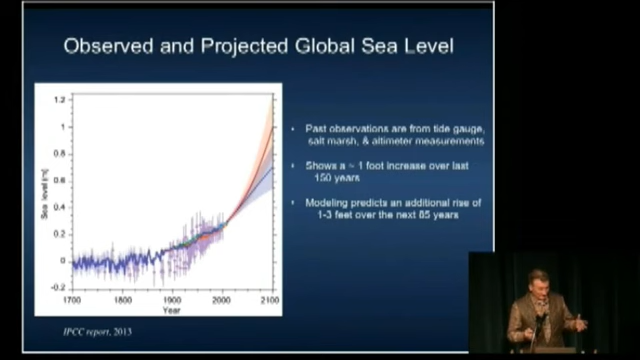 Observed and Projected Global Sea Level
Past observations are from tide gauge,
salt marsh, & altimeter measurements
Shows a ≈ 1 foot increase over last
150 years
Modeling predicts an additional rise of
1-3 feet over the next 85 years
Sea level (m)
1.2
1
0.8
0.6
0.4
0.2
0
-0.2
1700 1800 1900 2000 2100
Year
IPCC report, 2013